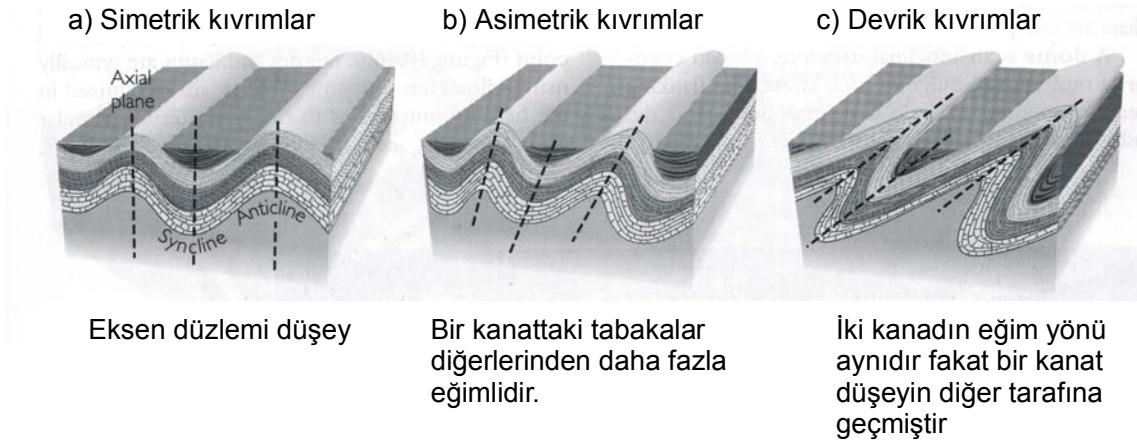 a) Simetrik kıvrımlar
b) Asimetrik kıvrımlar
c) Devrik kıvrımlar
Axial
plane
Syncline
Anticline
Eksen düzlemi düşey
Bir kanattaki tabakalar
diğerlerinden daha fazla
eğimlidir.
İki kanadın eğim yönü
aynıdır fakat bir kanat
düşeyin diğer tarafına
geçmiştir